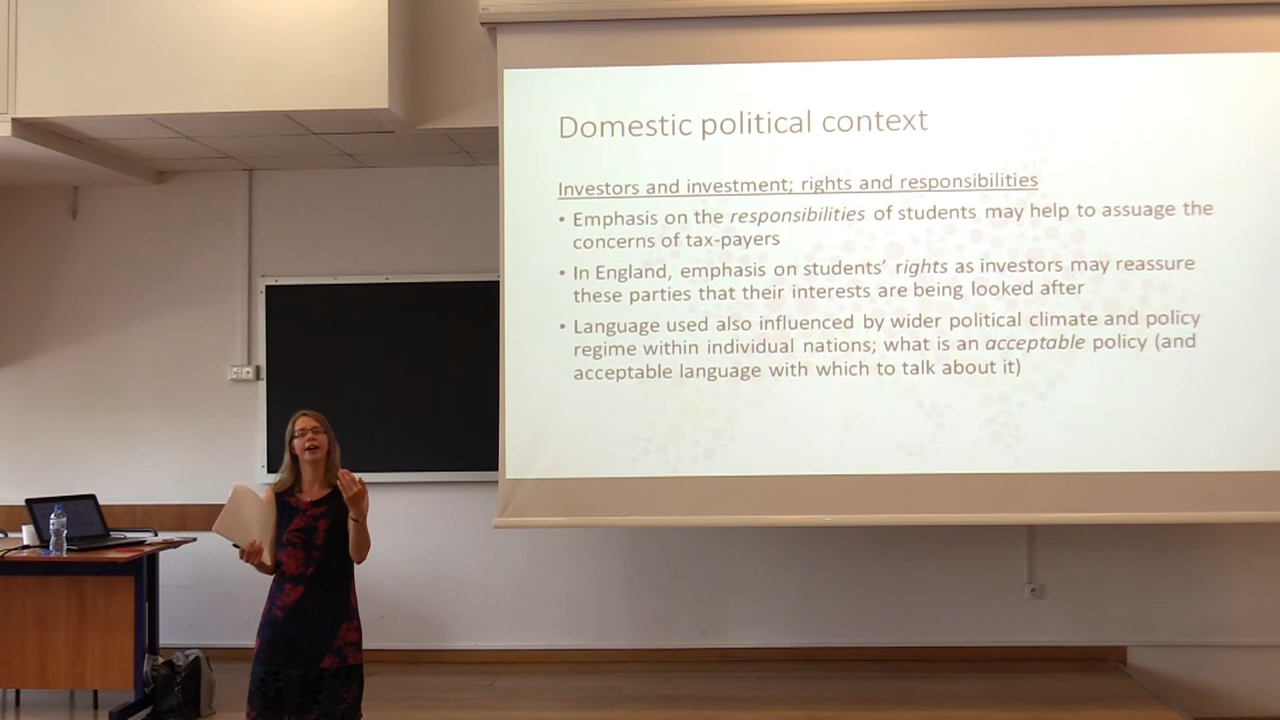 Domestic political context
Investors and investment; rights and responsibilities
• Emphasis on the responsibilities of students may help to assuage the
concerns of tax-payers
• In England, emphasis on students’ rights as investors may reassure
these parties that their interests are being looked after
• Language used also influenced by wider political climate and policy
regime within individual nations; what is an acceptable policy (and
acceptable language with which to talk about it)